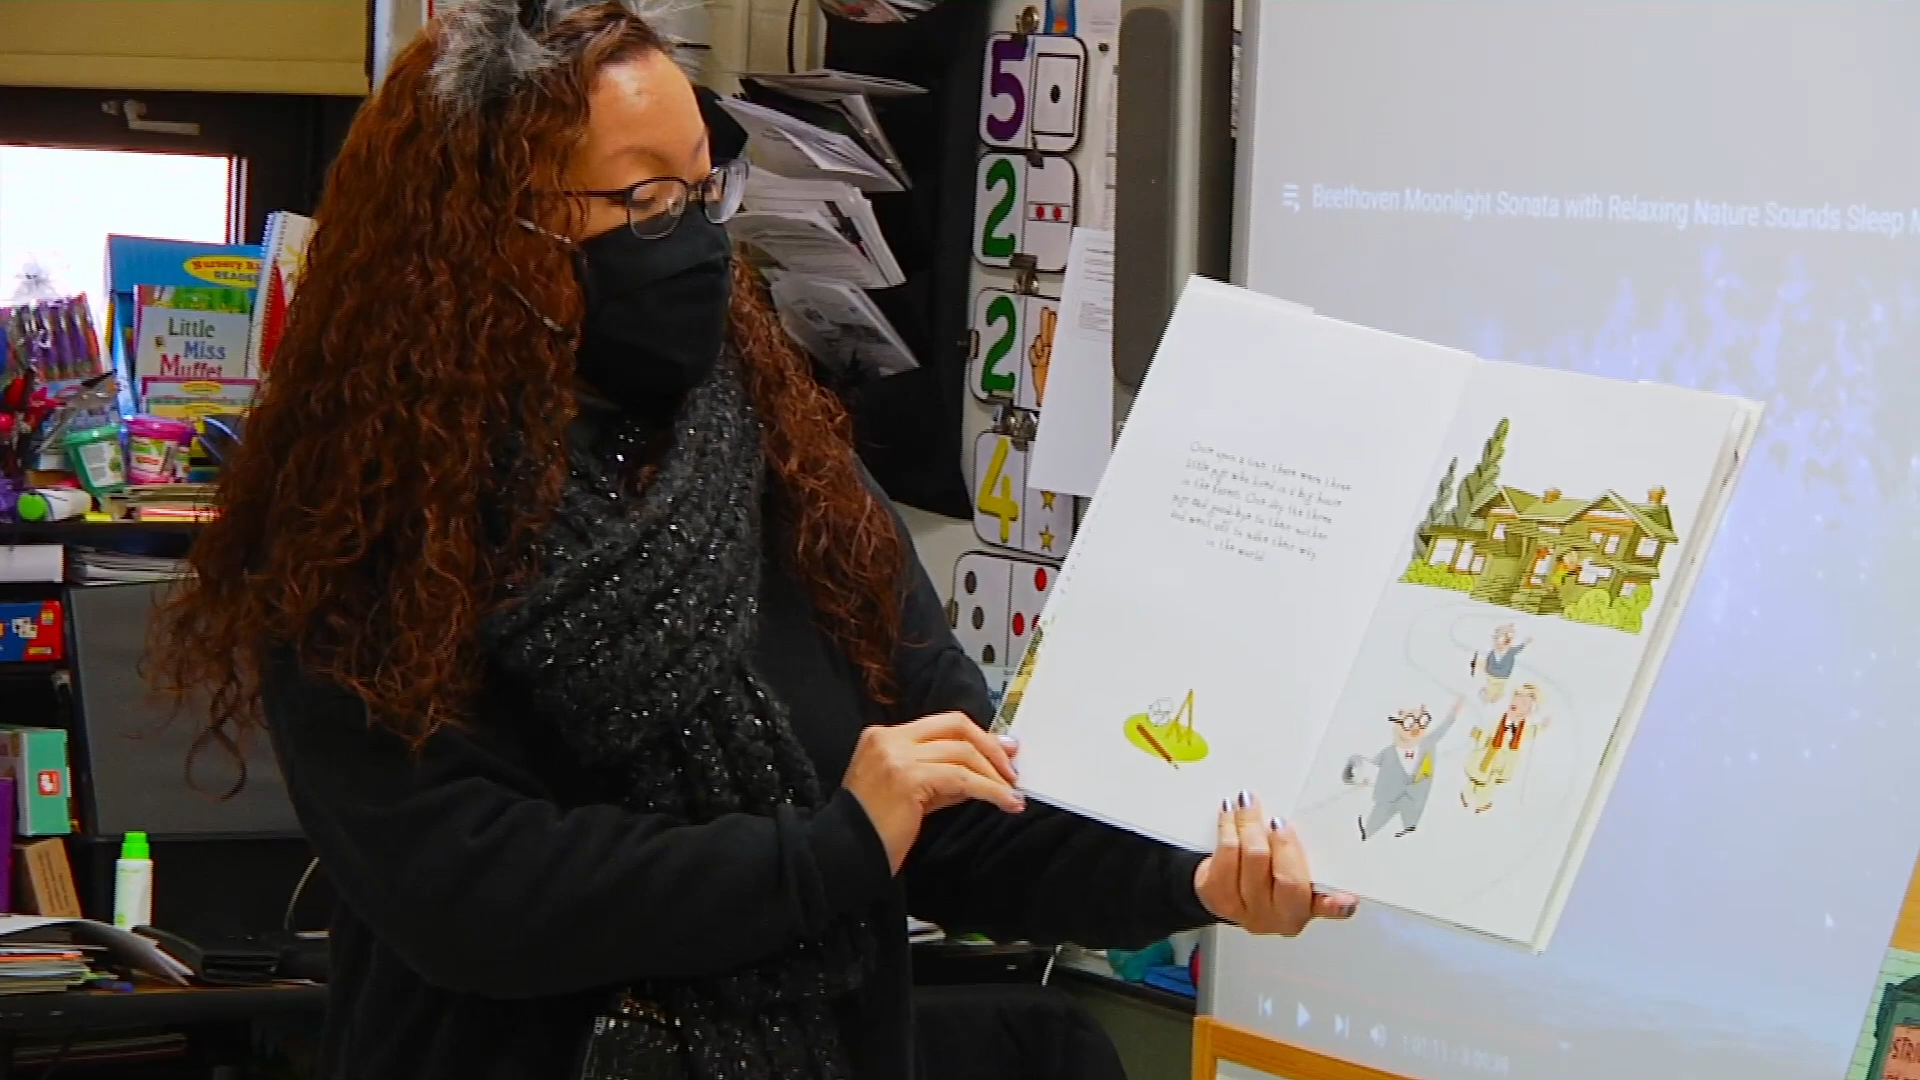 5
2
2
4
Nursery R
READE
Little
Miss
Muffet
Beethoven Moonlight Sonata with Relaxing Nature Sounds Sleep
Once upon a time, there were three
little pigs who lived in a big house
in the forest. One day the three
pigs said goodbye to their mother
and went off to make their way
in the world.